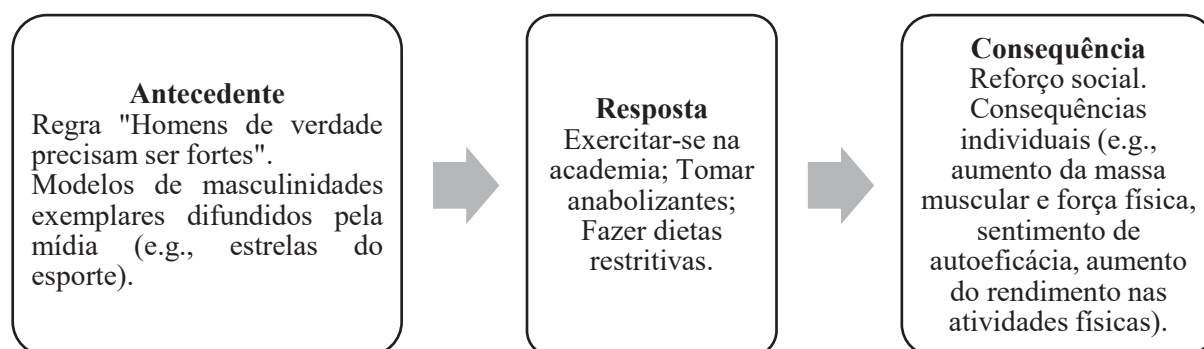 Antecedente
Regra "Homens de verdade
precisam ser fortes".
Modelos de masculinidades
exemplares difundidos pela
mídia (e.g., estrelas do
esporte).
Resposta
Exercitar-se na
academia; Tomar
anabolizantes;
Fazer dietas
restritivas.
Consequência
Reforço social.
Consequências
individuais (e.g.,
aumento da massa
muscular e força física,
sentimento de
autoeficácia, aumento
do rendimento nas
atividades físicas).